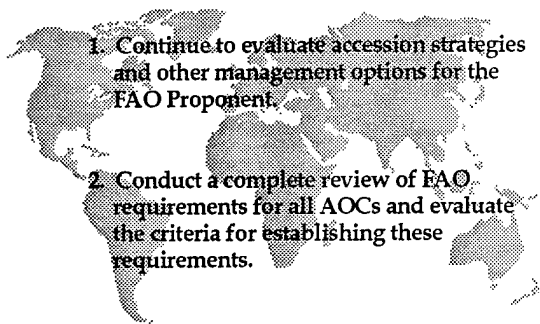 1. Continue to evaluate accession strategies
and other management options for the
FAO Proponent.
2. Conduct a complete review of FAO
requirements for all AOCs and evaluate
the criteria for establishing these
requirements.